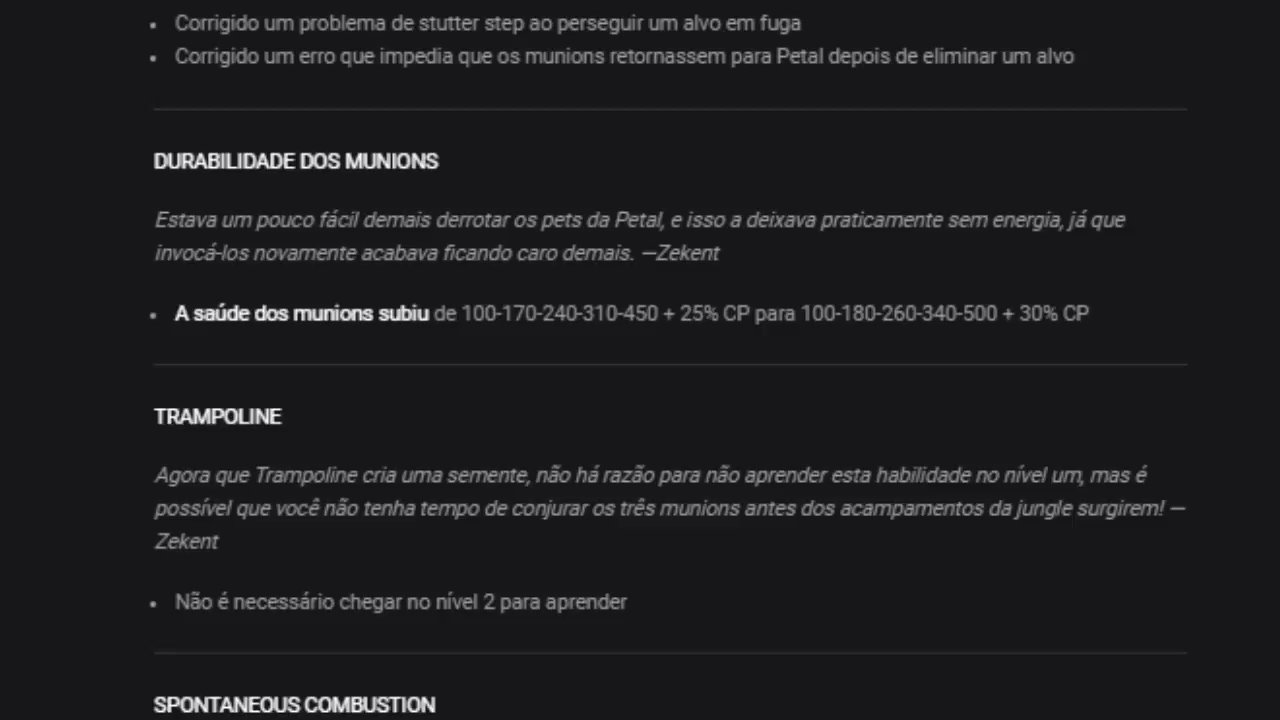 • Corrigido um problema de stutter step ao perseguir um alvo em fuga
• Corrigido um erro que impedia que os munions retornassem para Petal depois de eliminar um alvo
DURABILIDADE DOS MUNIONS
Estava um pouco fácil demais derrotar os pets da Petal, e isso a deixava praticamente sem energia, já que
invocá-los novamente acabava ficando caro demais. —Zekent
• A saúde dos munions subiu de 100-170-240-310-450 + 25% CP para 100-180-260-340-500 + 30% CP
TRAMPOLINE
Agora que Trampoline cria uma semente, não há razão para não aprender esta habilidade no nível um, mas é
possível que você não tenha tempo de conjurar os três munions antes dos acampamentos da jungle surgirem! —
Zekent
• Não é necessário chegar no nível 2 para aprender
SPONTANEOUS COMBUSTION